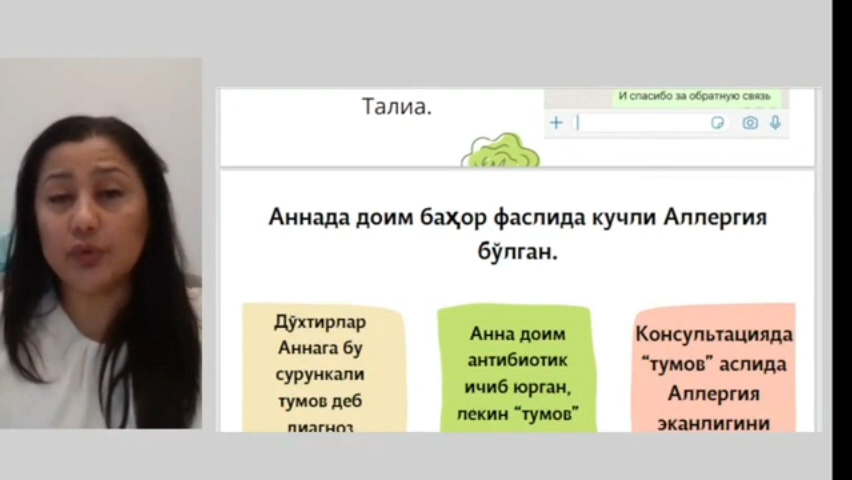 Талиа.
И спасибо за обратную связь
Аннада доим баҳор фаслида кучли Аллергия
бўлган.
Дўхтирлар
Аннага бу
сурункали
тумов деб
диагноз
Анна доим
антибиотик
ичиб юрган,
лекин “тумов”
Консультацияда
“тумов” аслида
Аллергия
эканлигини